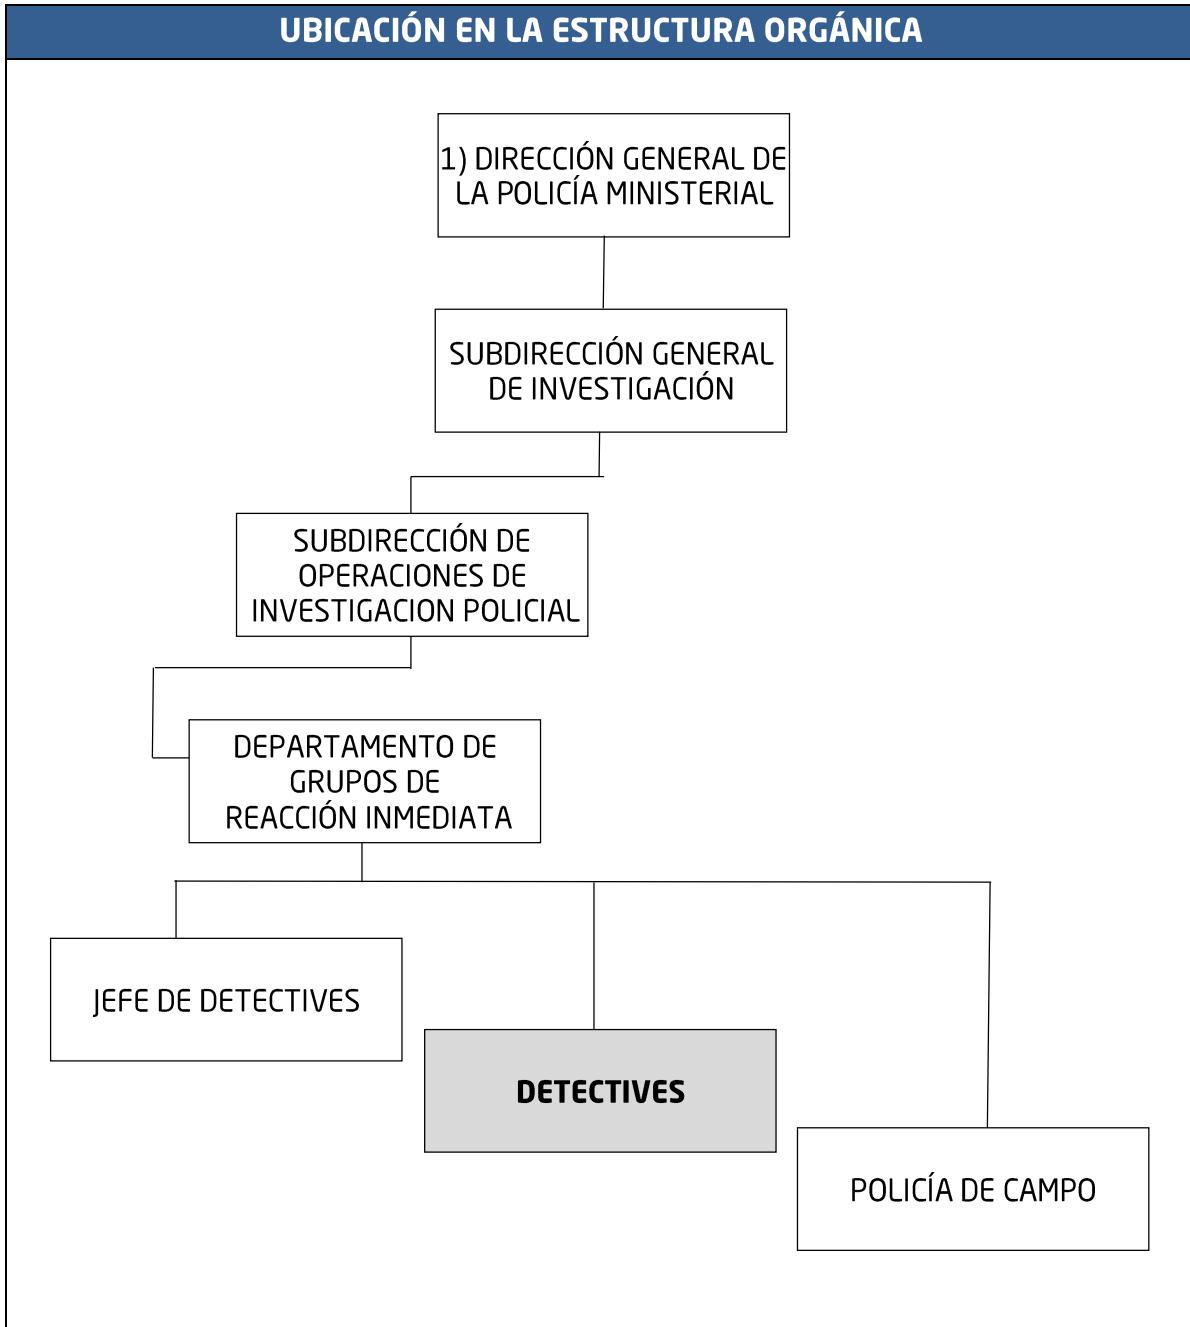 UBICACIÓN EN LA ESTRUCTURA ORGÁNICA
1) DIRECCIÓN GENERAL DE
LA POLICÍA MINISTERIAL
SUBDIRECCIÓN GENERAL
DE INVESTIGACIÓN
SUBDIRECCIÓN DE
OPERACIONES DE
INVESTIGACION POLICIAL
DEPARTAMENTO DE
GRUPOS DE
REACCIÓN INMEDIATA
JEFE DE DETECTIVES
DETECTIVES
POLICÍA DE CAMPO